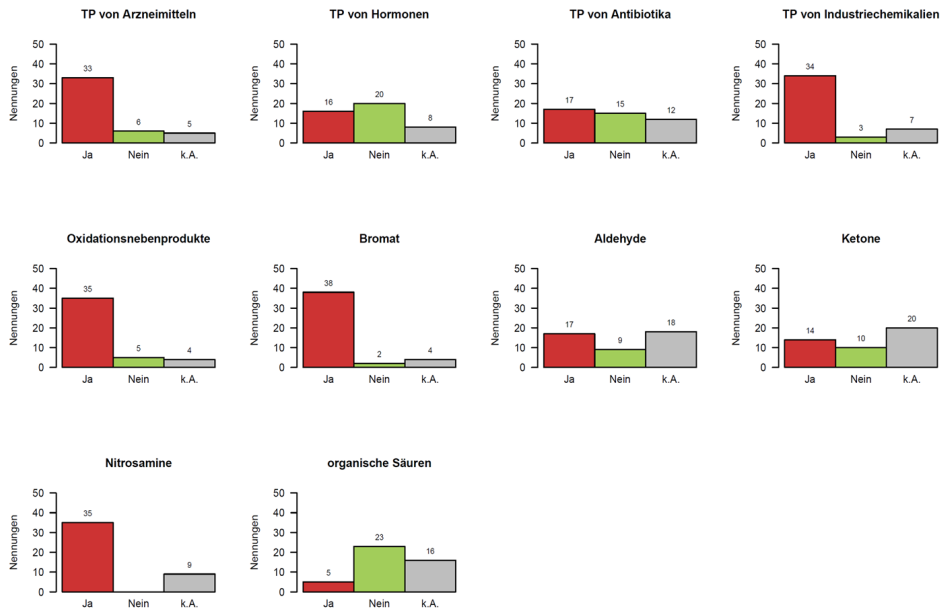 TP von Arzneimitteln
50
40
30
20
10
0
Nennungen
33
6
5
Ja Nein k.A.
TP von Hormonen
50
40
30
20
10
0
Nennungen
16
20
8
Ja Nein k.A.
TP von Antibiotika
50
40
30
20
10
0
Nennungen
17
15
12
Ja Nein k.A.
TP von Industriechemikalien
50
40
30
20
10
0
Nennungen
34
3
7
Ja Nein k.A.
Oxidationsnebenprodukte
50
40
30
20
10
0
Nennungen
35
5
4
Ja Nein k.A.
Bromat
50
40
30
20
10
0
Nennungen
38
2
4
Ja Nein k.A.
Aldehyde
50
40
30
20
10
0
Nennungen
17
9
18
Ja Nein k.A.
Ketone
50
40
30
20
10
0
Nennungen
14
10
20
Ja Nein k.A.
Nitrosamine
50
40
30
20
10
0
Nennungen
35
9
Ja Nein k.A.
organische Säuren
50
40
30
20
10
0
Nennungen
5
23
16
Ja Nein k.A.